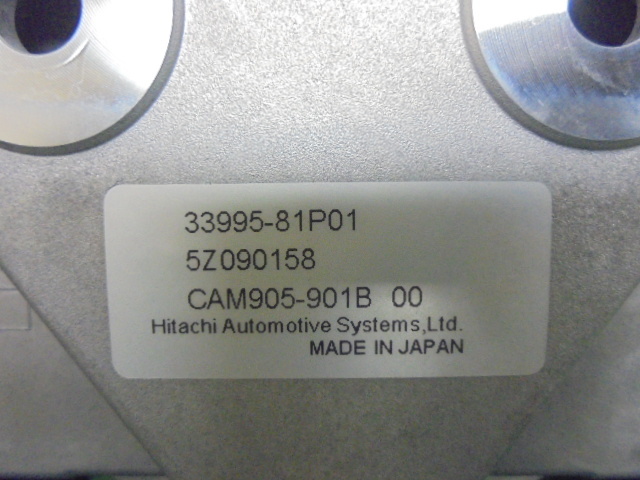 33995-81P01
5Z090158
CAM905-901B 00
Hitachi Automotive Systems,Ltd.
MADE IN JAPAN